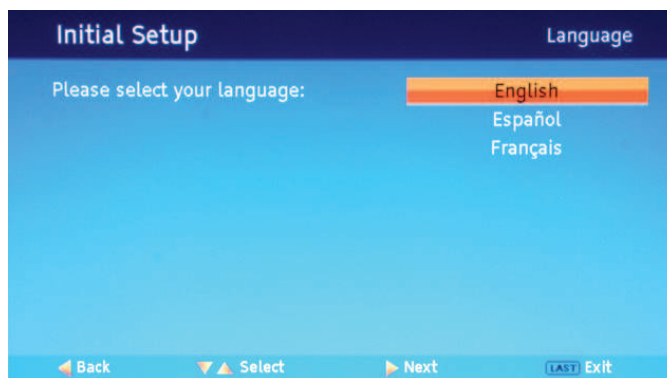 Initial Setup
Language
Please select your language:
English
Español
Français
Back
Select
Next
LAST Exit